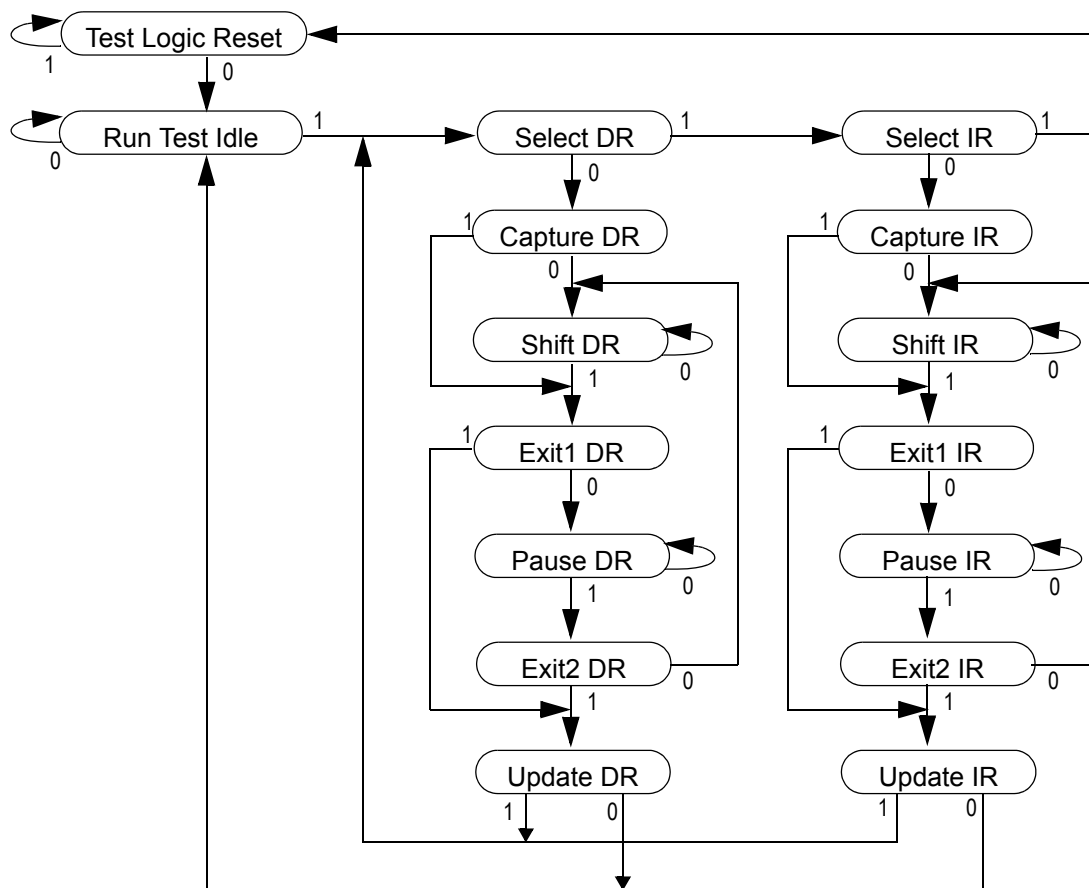 Test Logic Reset
1
0
Run Test Idle
1
0
Select DR
1
0
Select IR
1
0
1
Capture DR
0
1
Capture IR
0
Shift DR
0
1
Shift IR
0
1
1
Exit1 DR
0
1
Exit1 IR
0
Pause DR
0
1
Pause IR
0
1
Exit2 DR
0
1
Exit2 IR
0
1
Update DR
1
0
Update IR
1
0